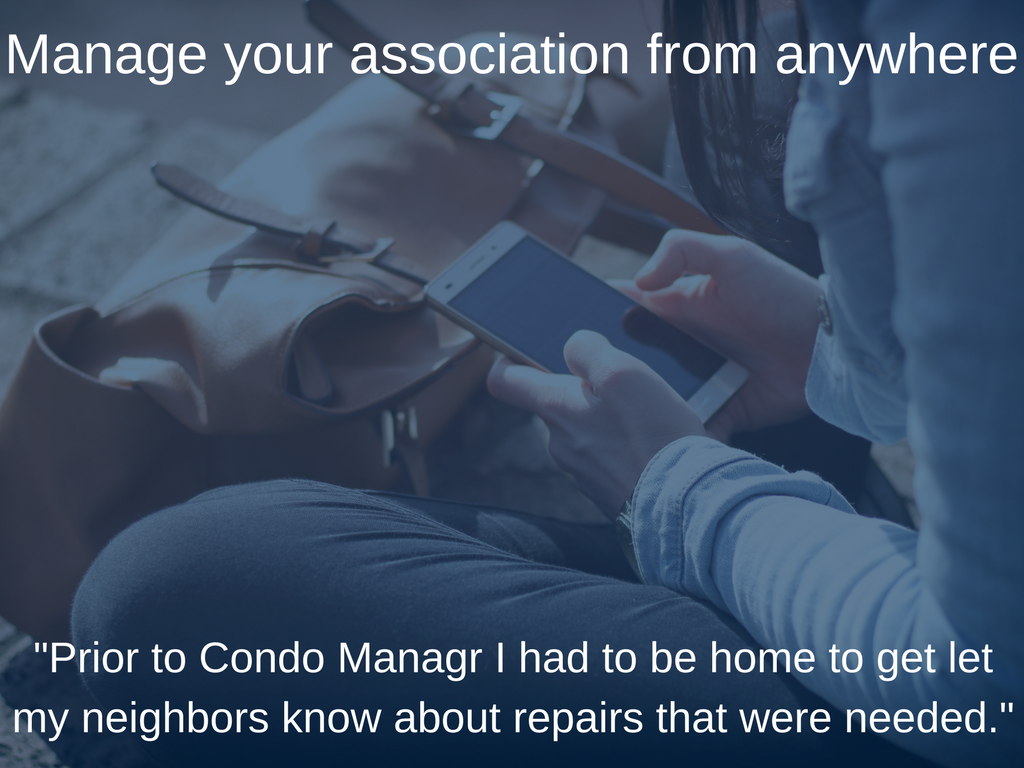 Manage your association from anywhere
"Prior to Condo Managr I had to be home to get let
my neighbors know about repairs that were needed."